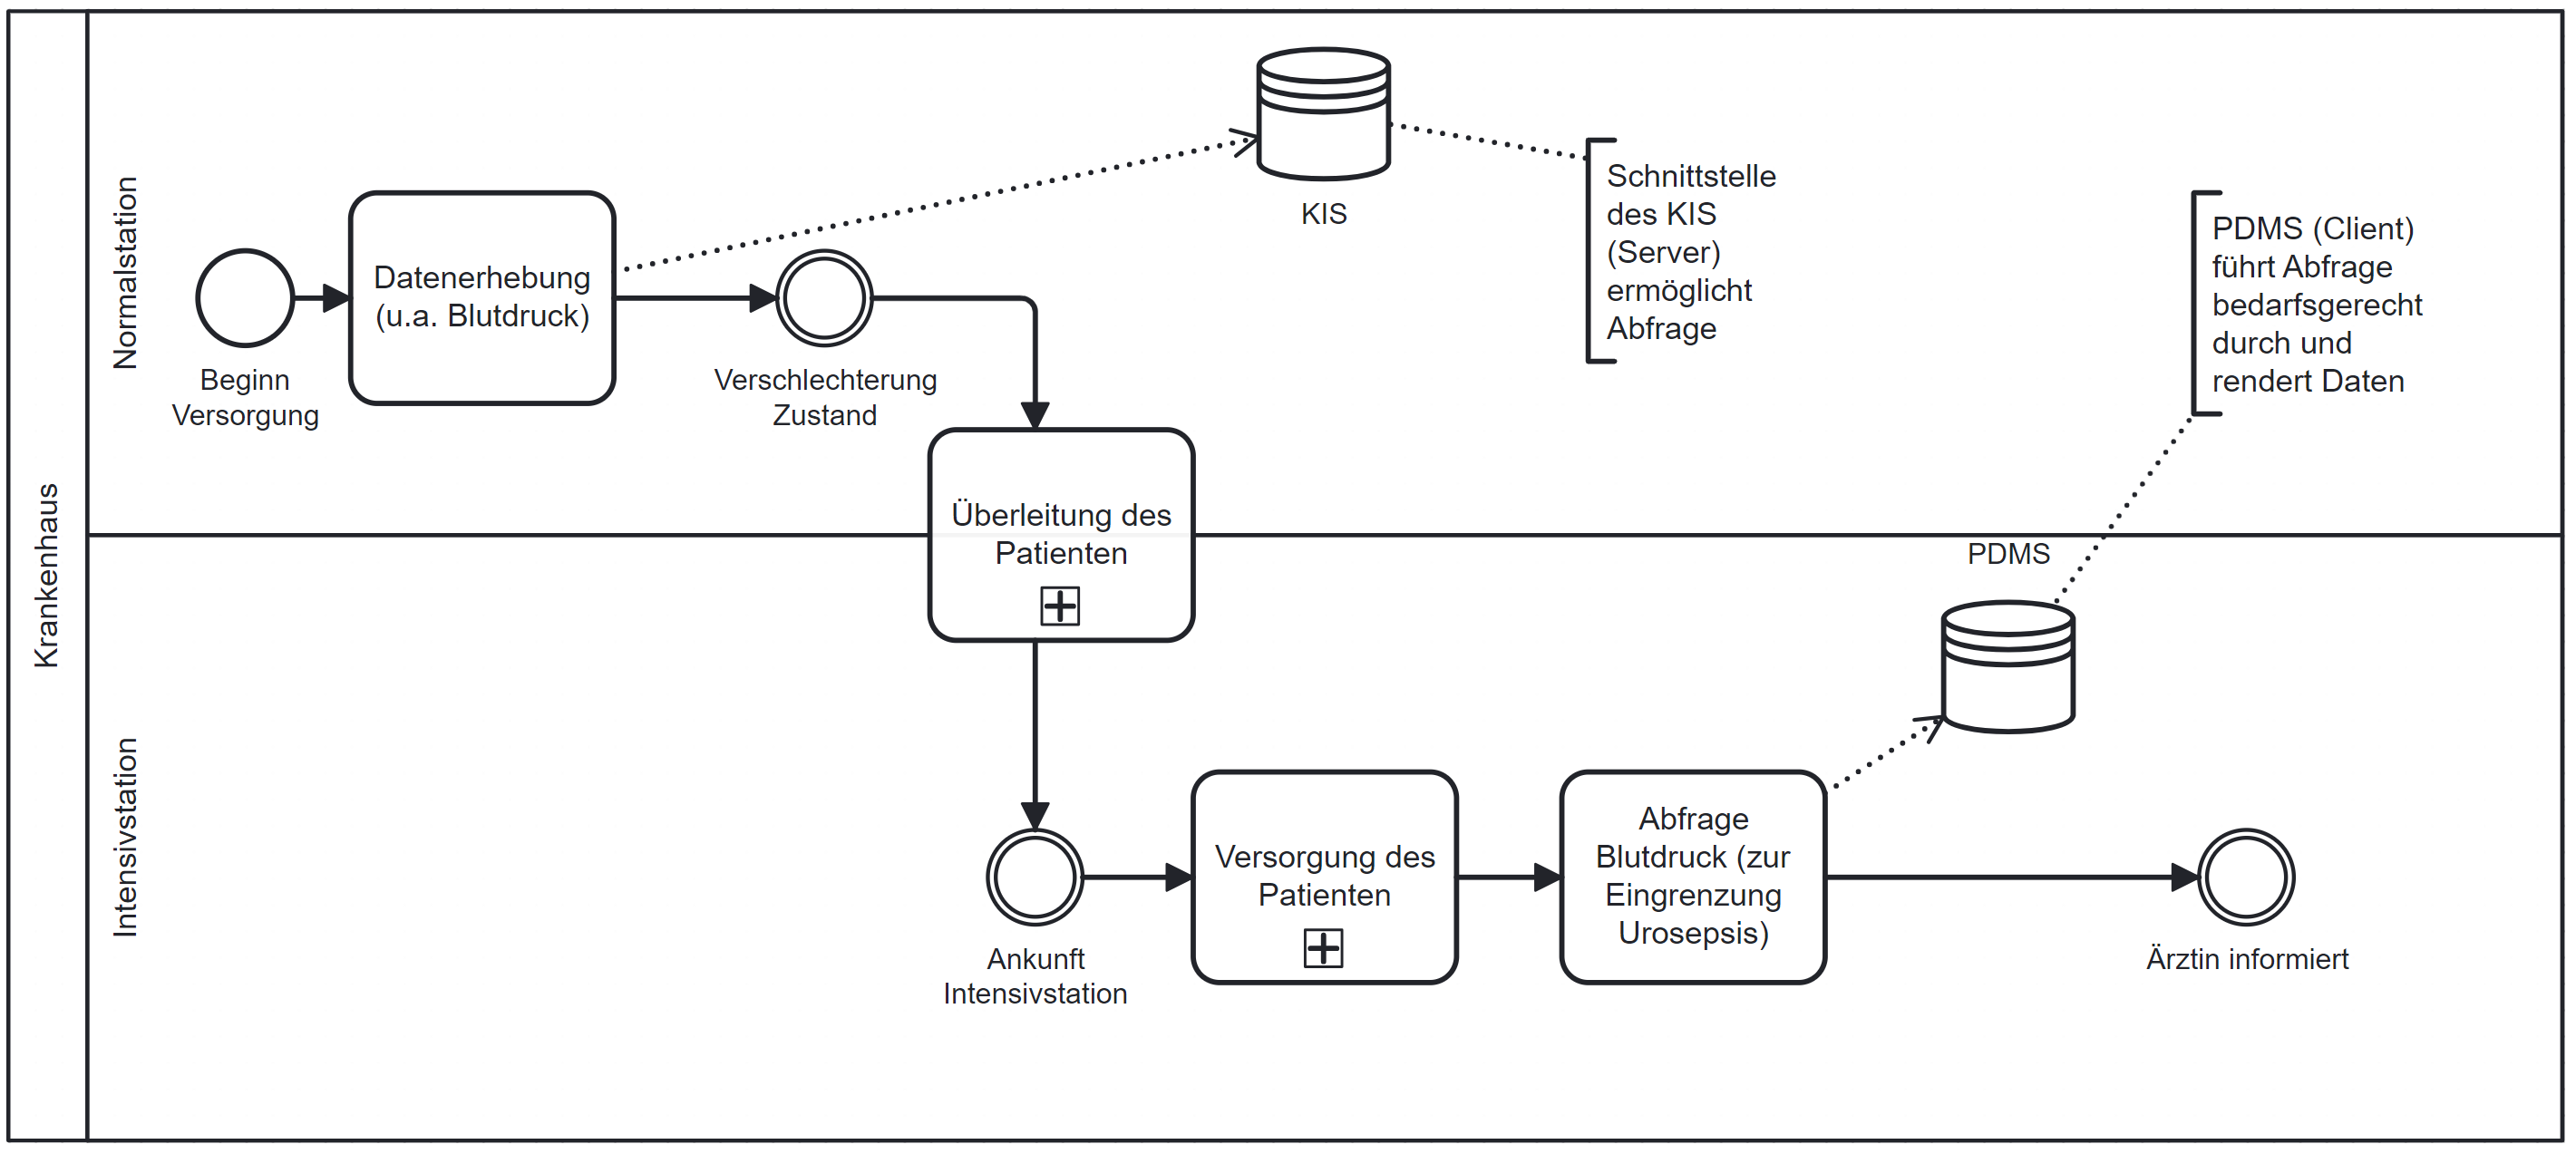 Krankenhaus
Normalstation
Beginn
Versorgung
Datenerhebung
(u.a. Blutdruck)
Verschlechterung
Zustand
KIS
Schnittstelle
des KIS
(Server)
ermöglicht
Abfrage
PDMS (Client)
führt Abfrage
bedarfsgerecht
durch und
rendert Daten
Überleitung des
Patienten
Intensivstation
PDMS
Ankunft
Intensivstation
Versorgung des
Patienten
Abfrage
Blutdruck (zur
Eingrenzung
Urosepsis)
Ärztin informiert